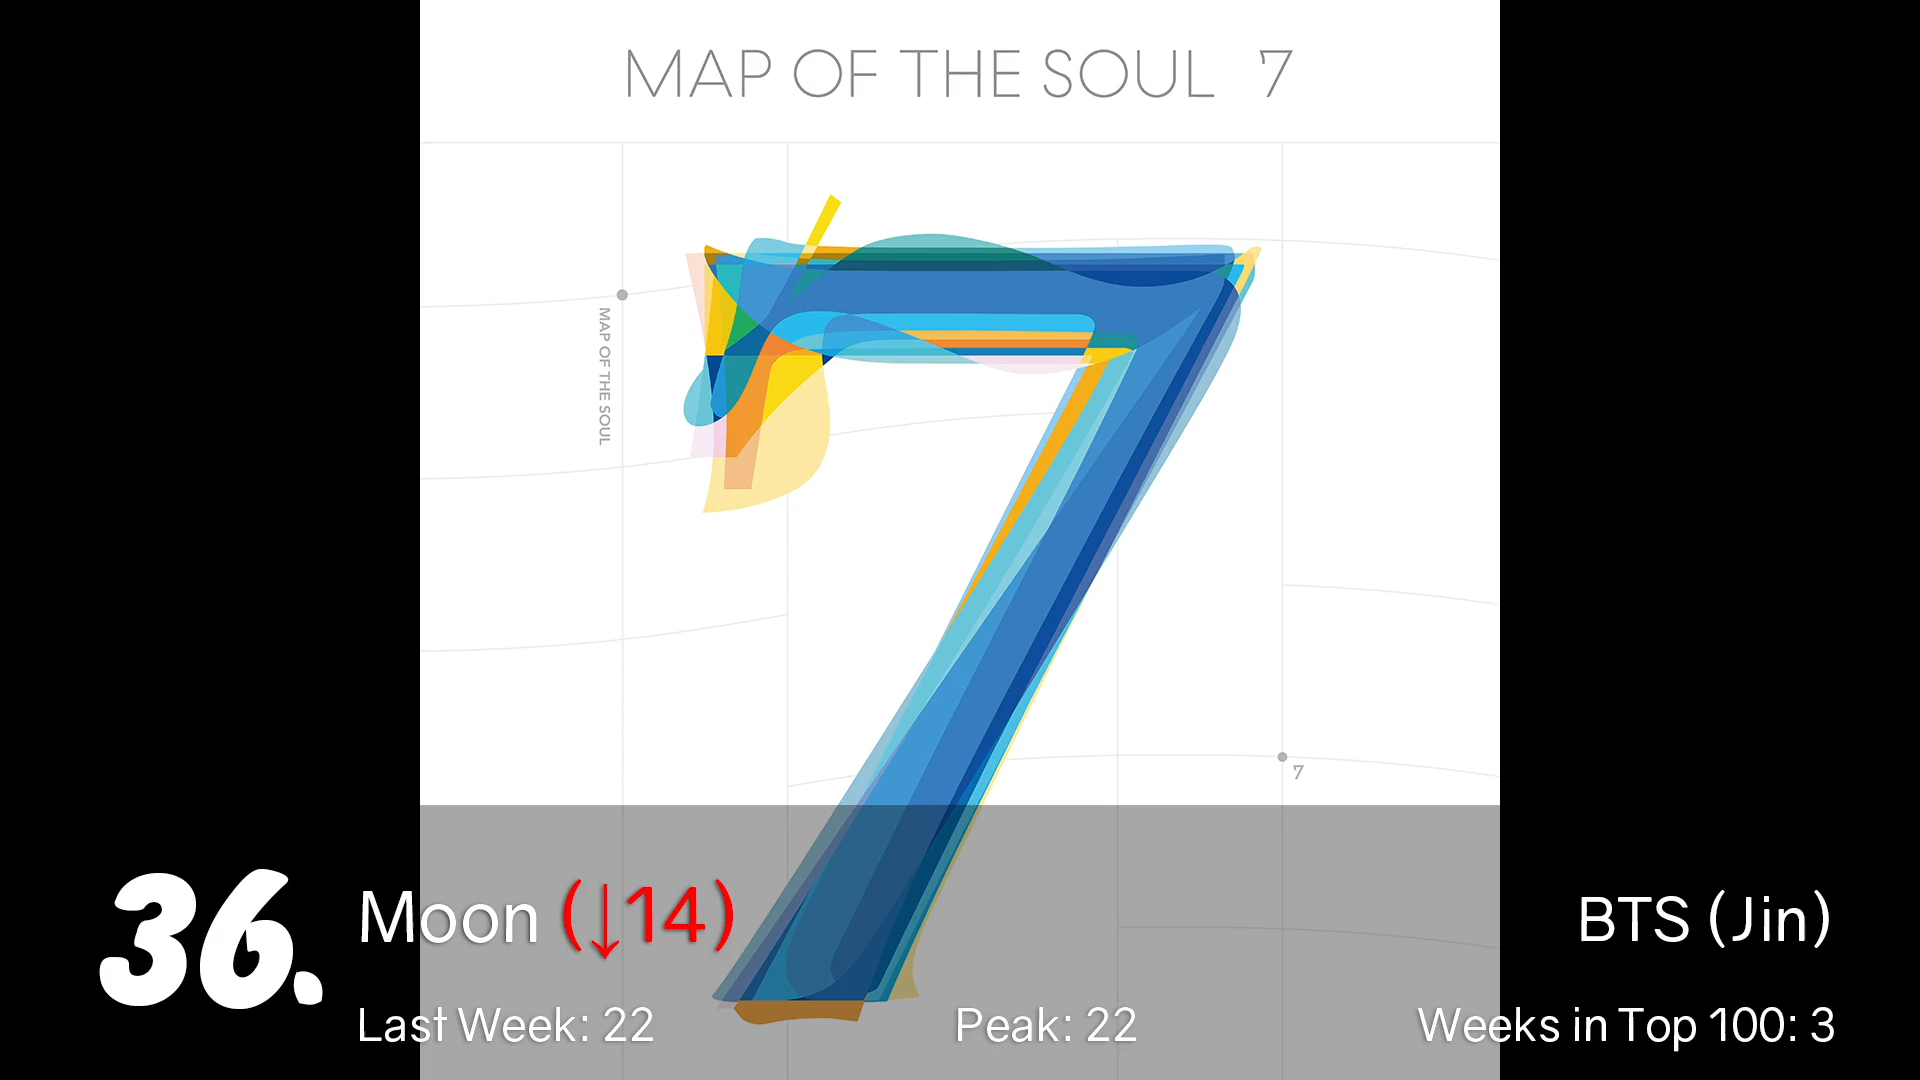 MAP OF THE SOUL 7
MAP OF THE SOUL
7
36. Moon (↓14) BTS (Jin)
Last Week: 22 Peak: 22 Weeks in Top 100: 3